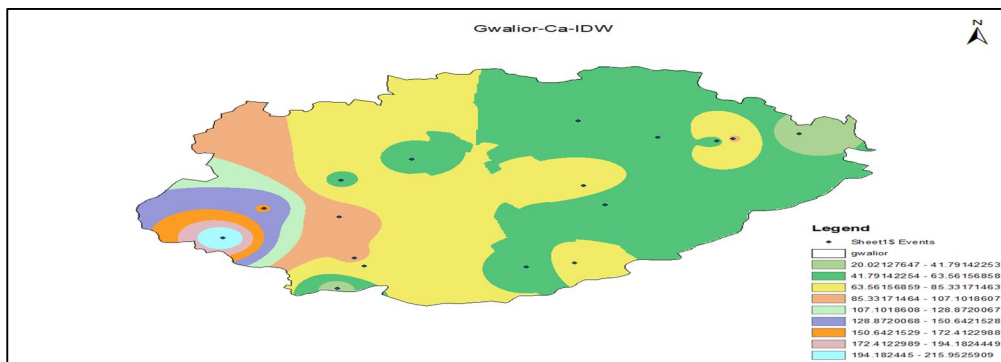 Gwalior-Ca-IDW
N
Legend
Sheet1$ Events
gwalior
20.02127647 - 41.79142253
41.79142254 - 63.56156858
63.56156859 - 85.33171463
85.33171464 - 107.1018607
107.1018608 - 128.8720067
128.8720068 - 150.6421528
150.6421529 - 172.4122988
172.4122989 - 194.1824449
194.182445 - 215.9525909